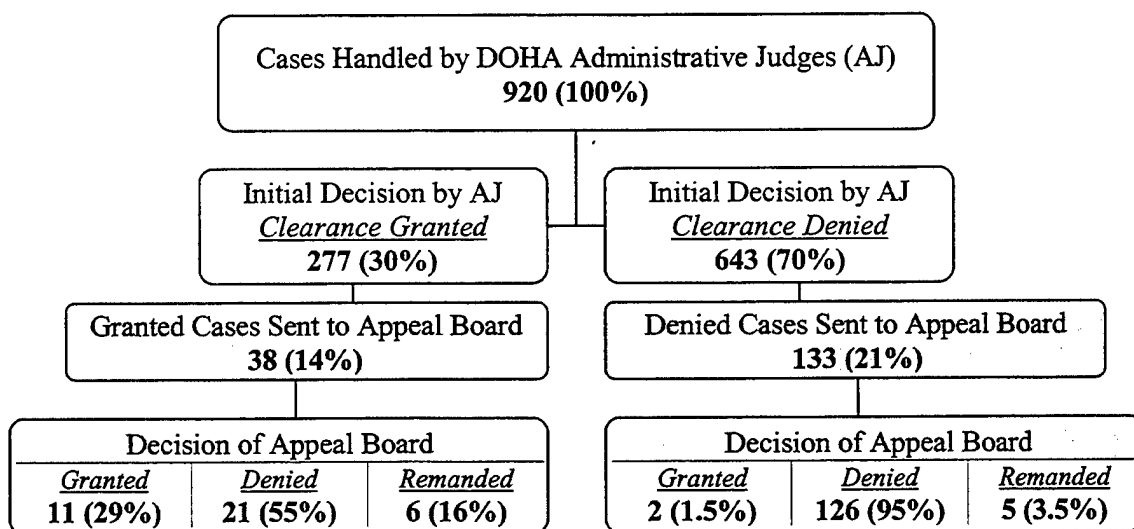 Cases Handled by DOHA Administrative Judges (AJ)
920 (100%)
Initial Decision by AJ
Clearance Granted
277 (30%)
Initial Decision by AJ
Clearance Denied
643 (70%)
Granted Cases Sent to Appeal Board
38 (14%)
Denied Cases Sent to Appeal Board
133 (21%)
Decision of Appeal Board
Granted Denied Remanded
11 (29%) 21 (55%) 6 (16%)
Decision of Appeal Board
Granted Denied Remanded
2 (1.5%) 126 (95%) 5 (3.5%)